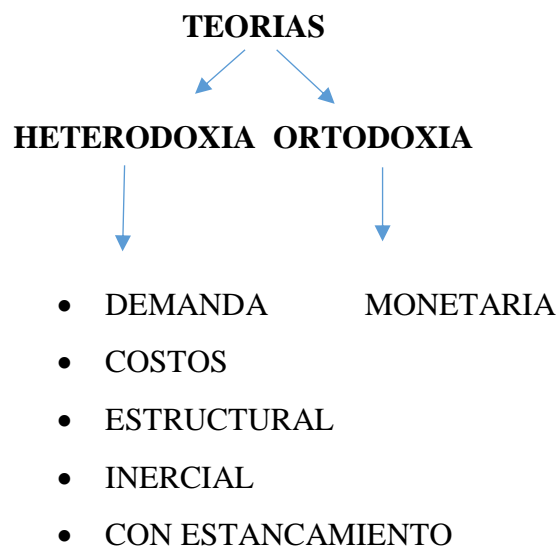 TEORIAS
HETERODOXIA ORTODOXIA
• DEMANDA MONETARIA
• COSTOS
• ESTRUCTURAL
• INERCIAL
• CON ESTANCAMIENTO